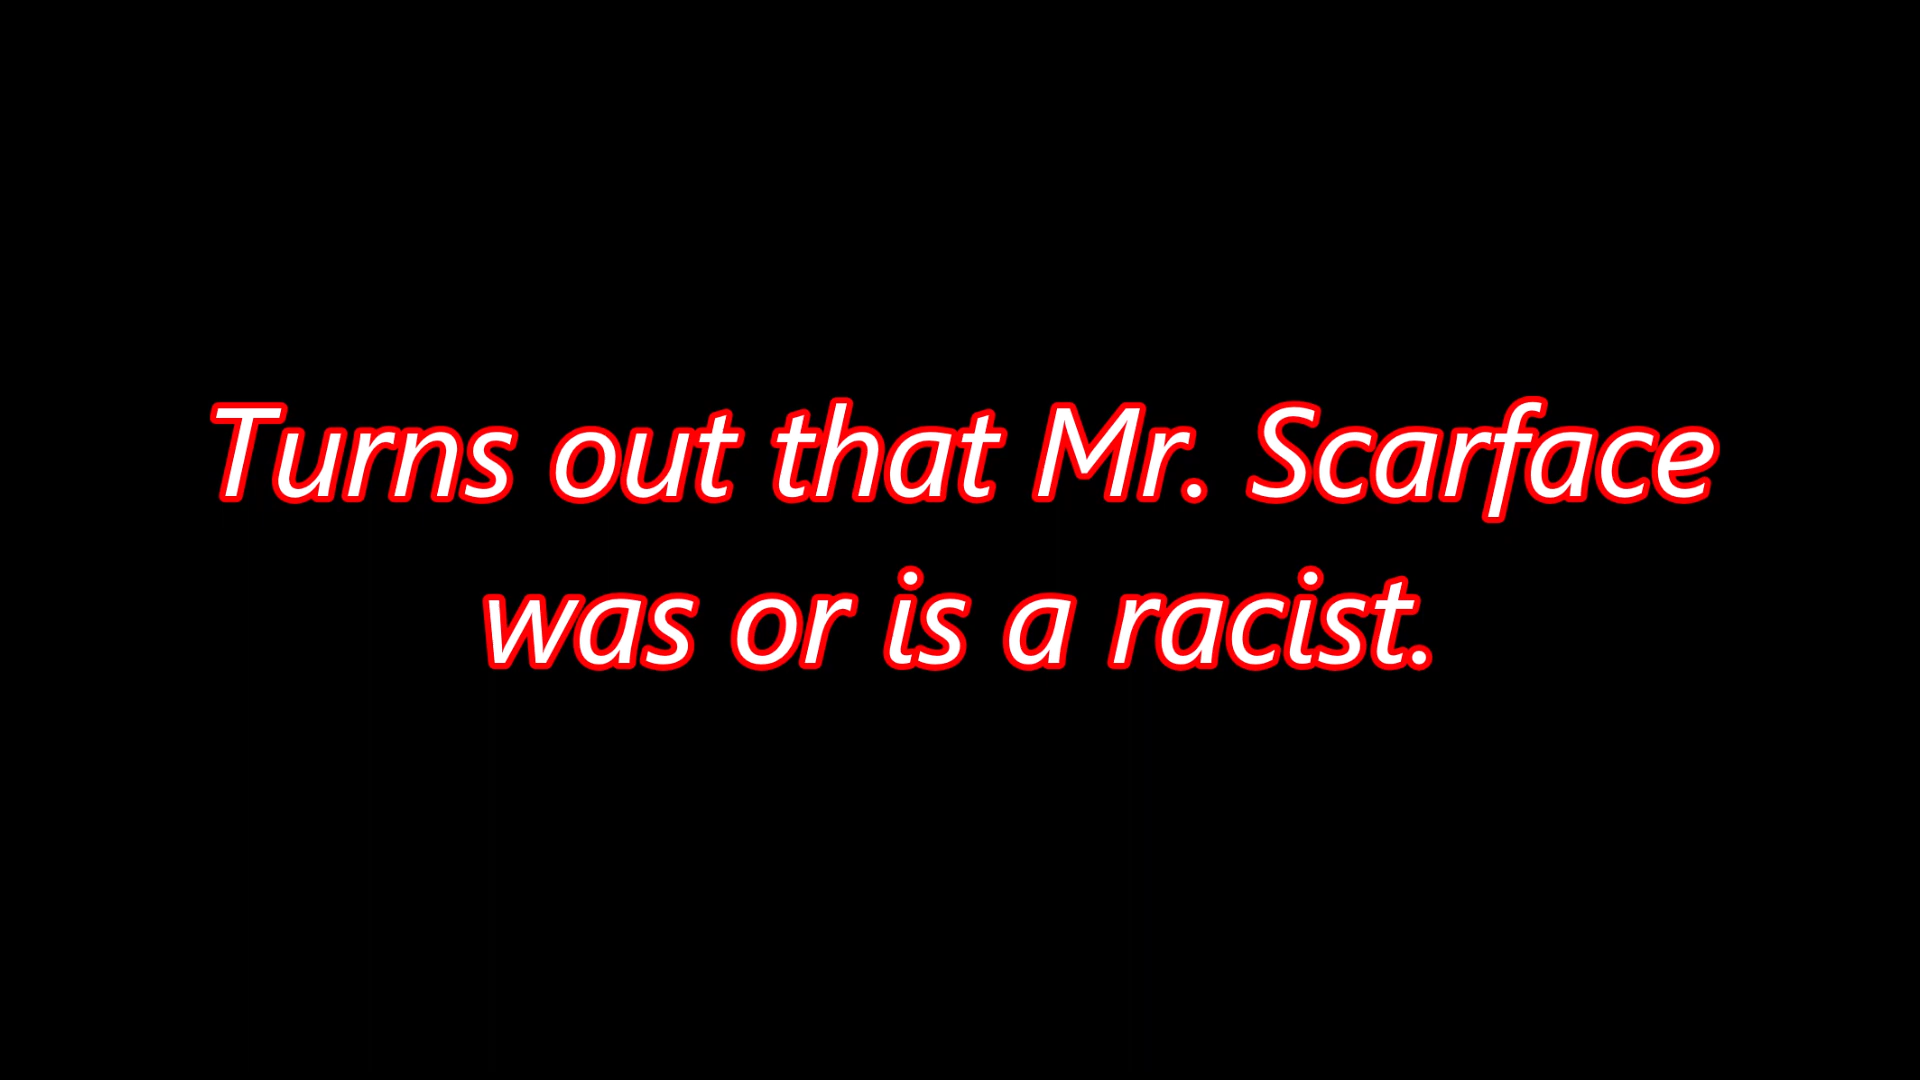 Turns out that Mr. Scarface
was or is a racist.